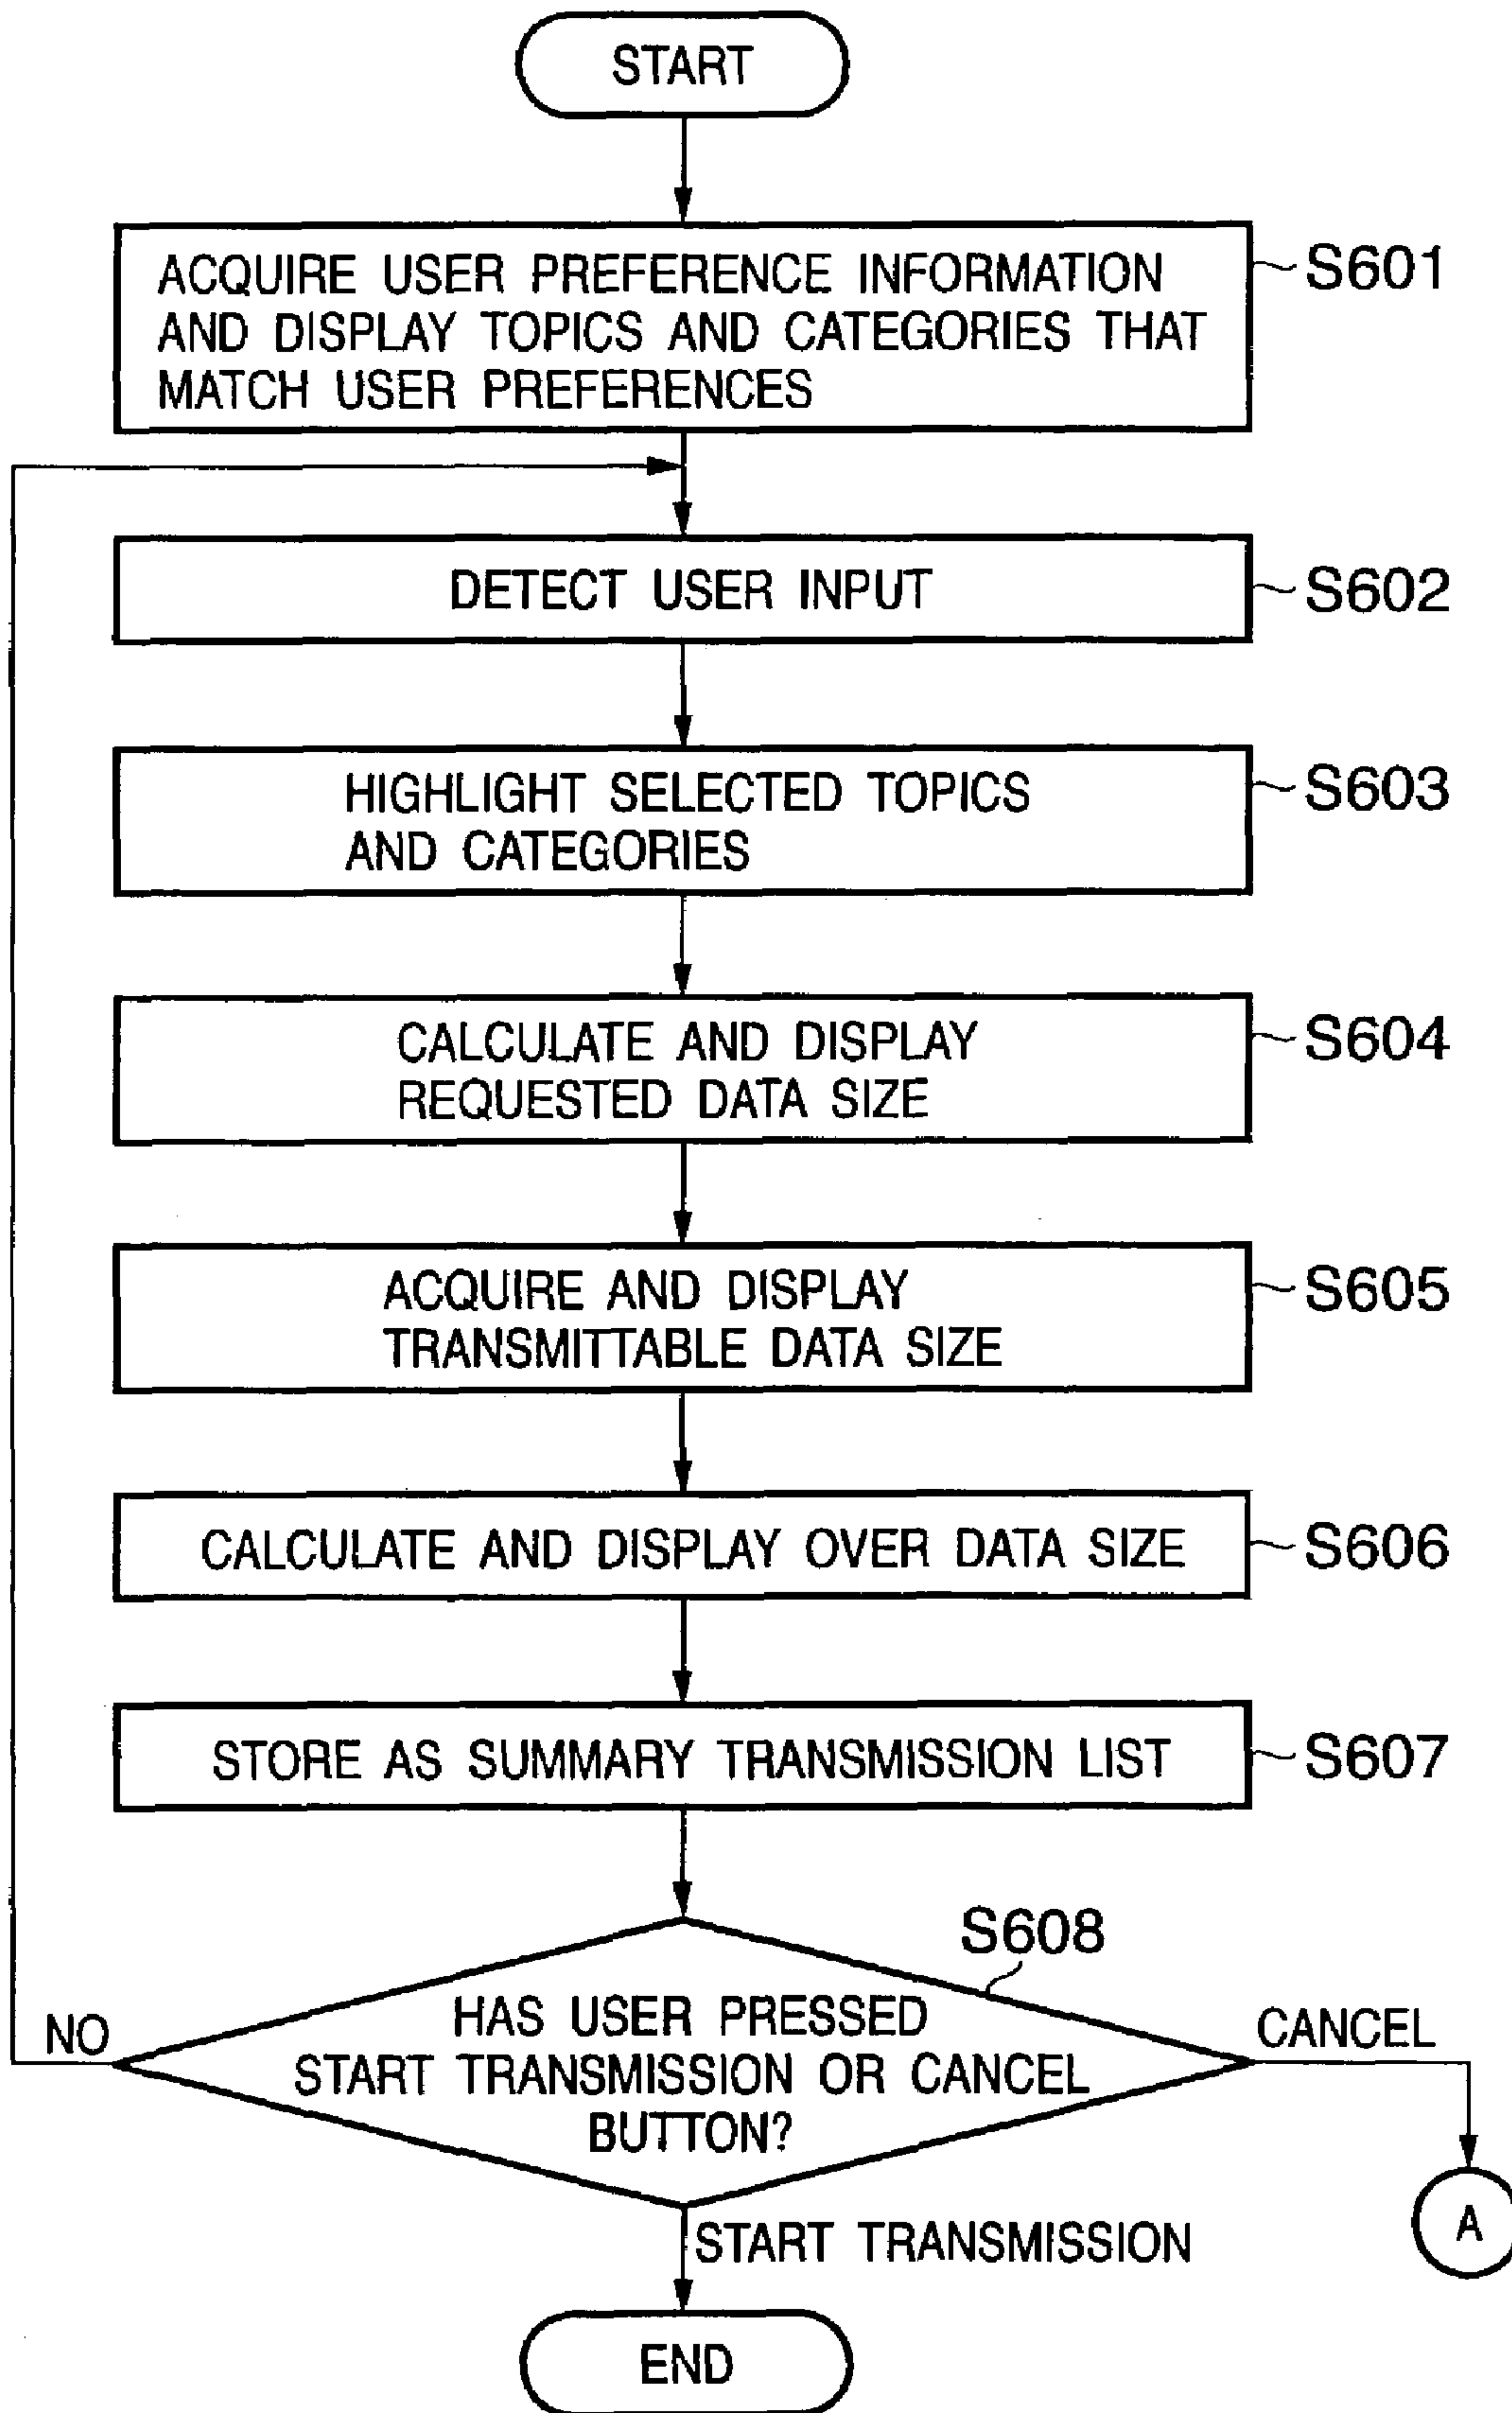 START
ACQUIRE USER PREFERENCE INFORMATION
AND DISPLAY TOPICS AND CATEGORIES THAT
MATCH USER PREFERENCES
S601
DETECT USER INPUT
S602
HIGHLIGHT SELECTED TOPICS
AND CATEGORIES
S603
CALCULATE AND DISPLAY
REQUESTED DATA SIZE
S604
ACQUIRE AND DISPLAY
TRANSMITTABLE DATA SIZE
S605
CALCULATE AND DISPLAY OVER DATA SIZE
S606
STORE AS SUMMARY TRANSMISSION LIST
S607
S608
HAS USER PRESSED
START TRANSMISSION OR CANCEL
BUTTON?
NO
CANCEL
A
START TRANSMISSION
END